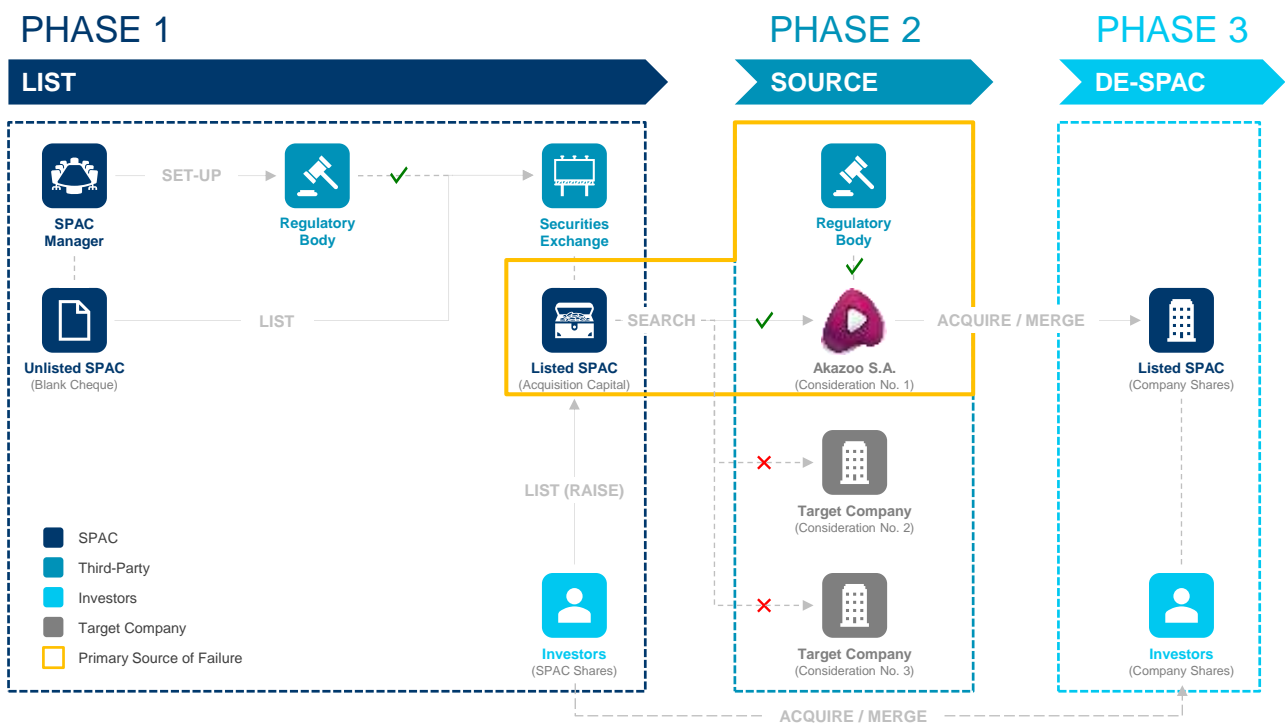 PHASE 1
PHASE 2
PHASE 3
LIST
SOURCE
DE-SPAC
SET-UP
SPAC
Manager
Regulatory
Body
Securities
Exchange
Regulatory
Body
LIST
SEARCH
ACQUIRE / MERGE
Unlisted SPAC
(Blank Cheque)
Listed SPAC
(Acquisition Capital)
Akazoo S.A.
(Consideration No. 1)
Listed SPAC
(Company Shares)
LIST (RAISE)
Target Company
(Consideration No. 2)
SPAC
Third-Party
Investors
Target Company
Primary Source of Failure
Investors
(SPAC Shares)
Target Company
(Consideration No. 3)
Investors
(Company Shares)
ACQUIRE / MERGE